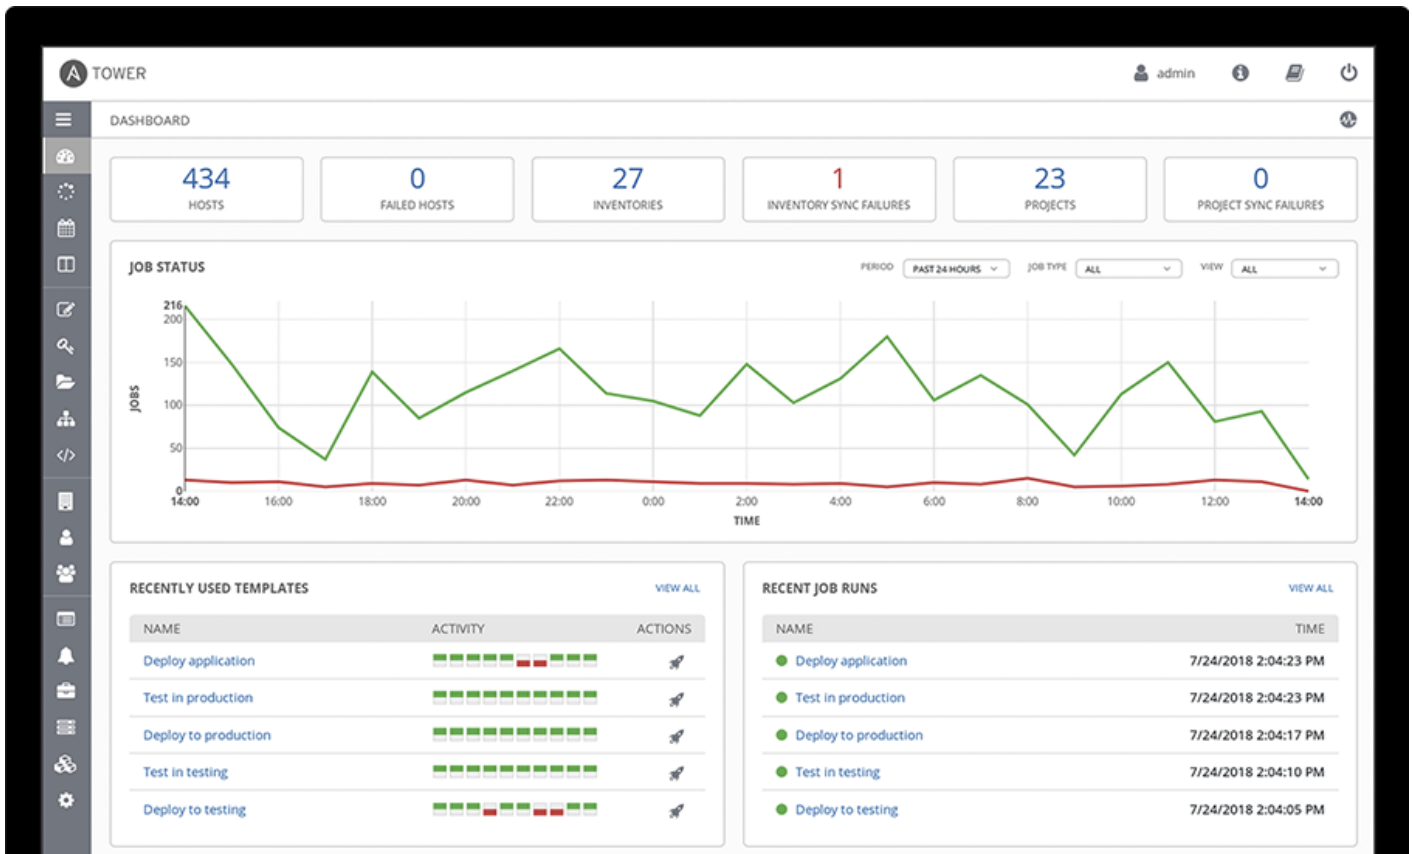 TOWER
admin
DASHBOARD
434
HOSTS
0
FAILED HOSTS
27
INVENTORIES
1
INVENTORY SYNC FAILURES
23
PROJECTS
0
PROJECT SYNC FAILURES
JOB STATUS
PERIOD PAST 24 HOURS JOB TYPE ALL VIEW ALL
216
200
150
100
50
0
JOBS
14:00 16:00 18:00 20:00 22:00 0:00 2:00 4:00 6:00 8:00 10:00 12:00 14:00
TIME
RECENTLY USED TEMPLATES VIEW ALL
NAME ACTIVITY ACTIONS
Deploy application
Test in production
Deploy to production
Test in testing
Deploy to testing
RECENT JOB RUNS VIEW ALL
NAME TIME
Deploy application 7/24/2018 2:04:23 PM
Test in production 7/24/2018 2:04:23 PM
Deploy to production 7/24/2018 2:04:17 PM
Test in testing 7/24/2018 2:04:10 PM
Deploy to testing 7/24/2018 2:04:05 PM